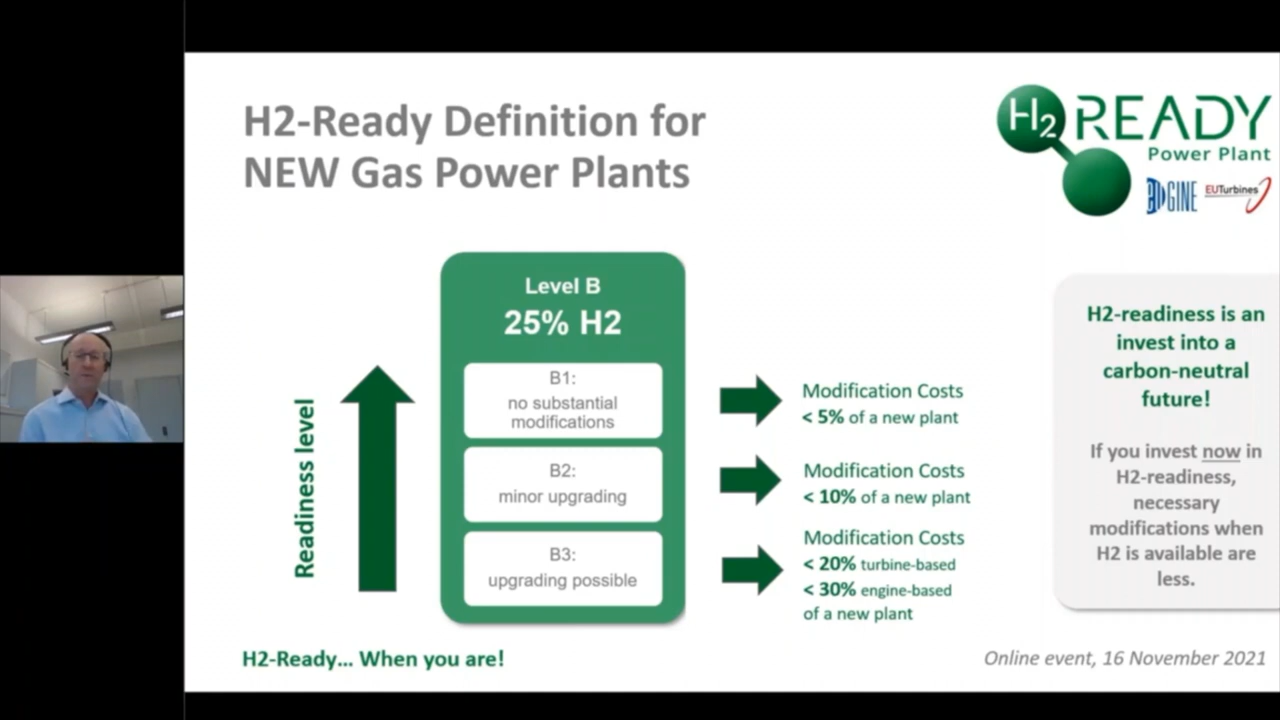 H2-Ready Definition for
NEW Gas Power Plants
H2 READY
Power Plant
ENGINE
EUTurbines
Level B
25% H2
B1:
no substantial
modifications
B2:
minor upgrading
B3:
upgrading possible
Readiness level
Modification Costs
< 5% of a new plant
Modification Costs
< 10% of a new plant
Modification Costs
< 20% turbine-based
< 30% engine-based
of a new plant
H2-readiness is an
invest into a
carbon-neutral
future!
If you invest now in
H2-readiness,
necessary
modifications when
H2 is available are
less.
H2-Ready... When you are!
Online event, 16 November 2021